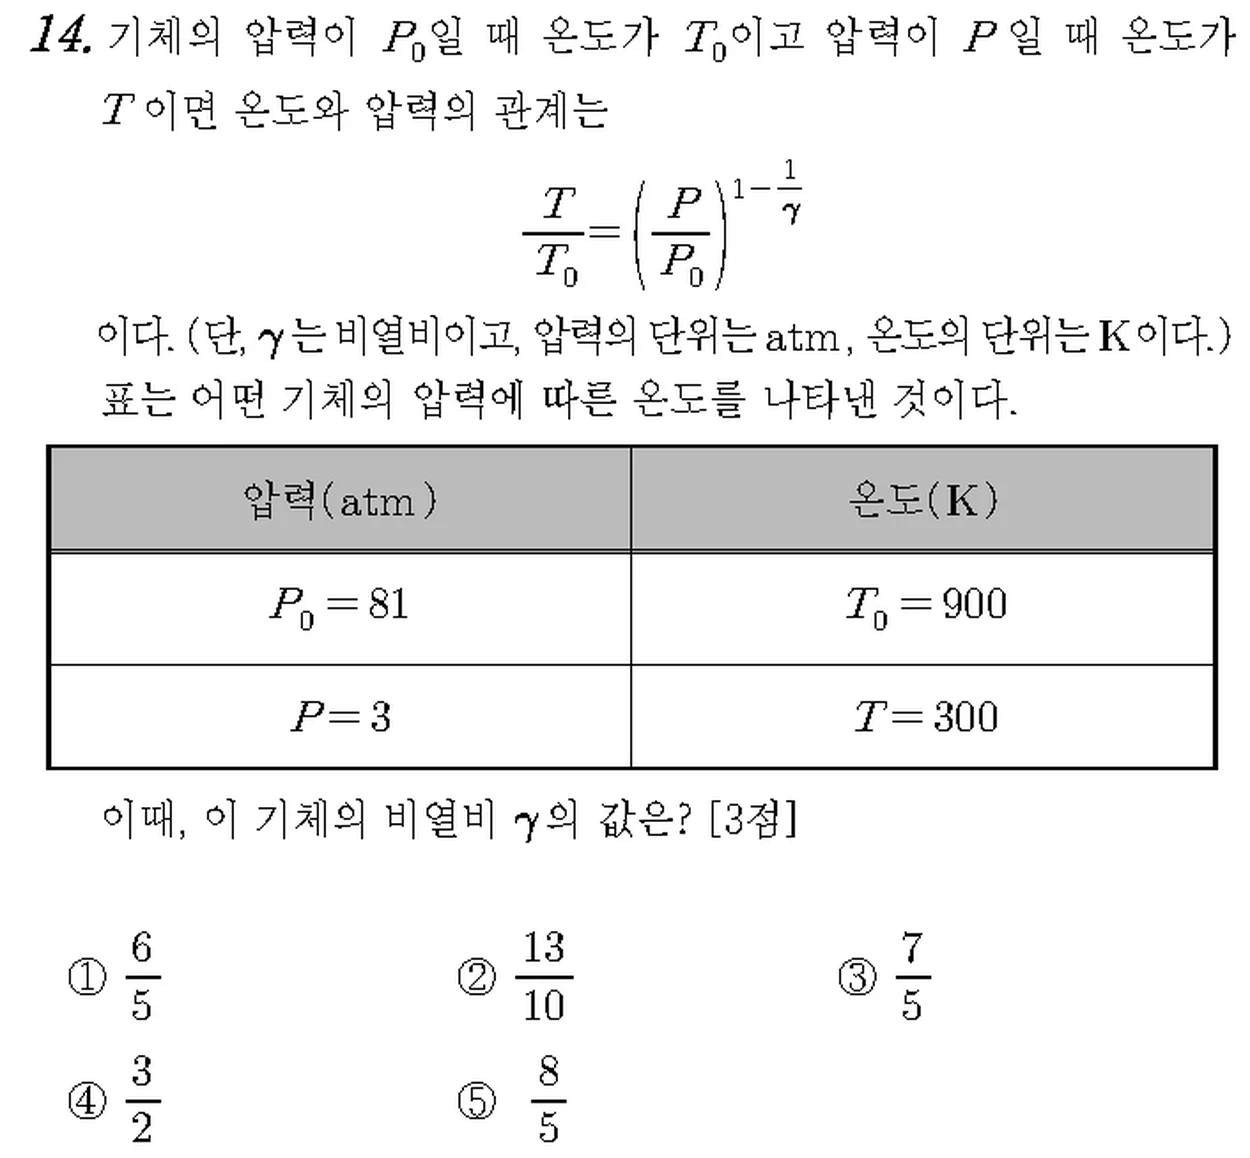 14. 기체의 압력이 P₀일 때 온도가 T₀이고 압력이 P일 때 온도가
T이면 온도와 압력의 관계는
T/T₀ = (P/P₀)^(1 − 1/γ)
이다. (단, γ는 비열비이고, 압력의 단위는 atm, 온도의 단위는 K이다.)
표는 어떤 기체의 압력에 따른 온도를 나타낸 것이다.
압력(atm) 온도(K)
P₀ = 81 T₀ = 900
P = 3 T = 300
이때, 이 기체의 비열비 γ의 값은? [3점]
① 6/5 ② 13/10 ③ 7/5
④ 3/2 ⑤ 8/5